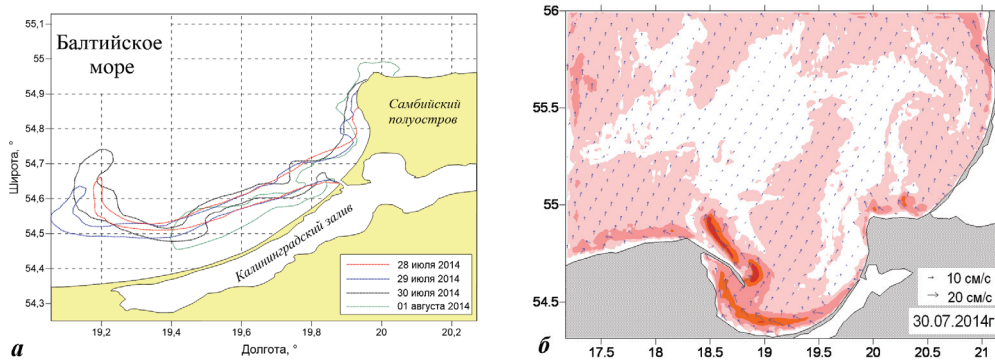 55,1
55
54,9
54,8
54,7
54,6
54,5
54,4
54,3
Широта, °
Балтийское
море
Самбийский
полуостров
Калининградский залив
28 июля 2014
29 июля 2014
30 июля 2014
01 августа 2014
19,2
19,4
19,6
19,8
20
20,2
Долгота, °
а
56
55.5
55
54.5
10 см/с
20 см/с
30.07.2014г
17.5
18
18.5
19
19.5
20
20.5
21
б